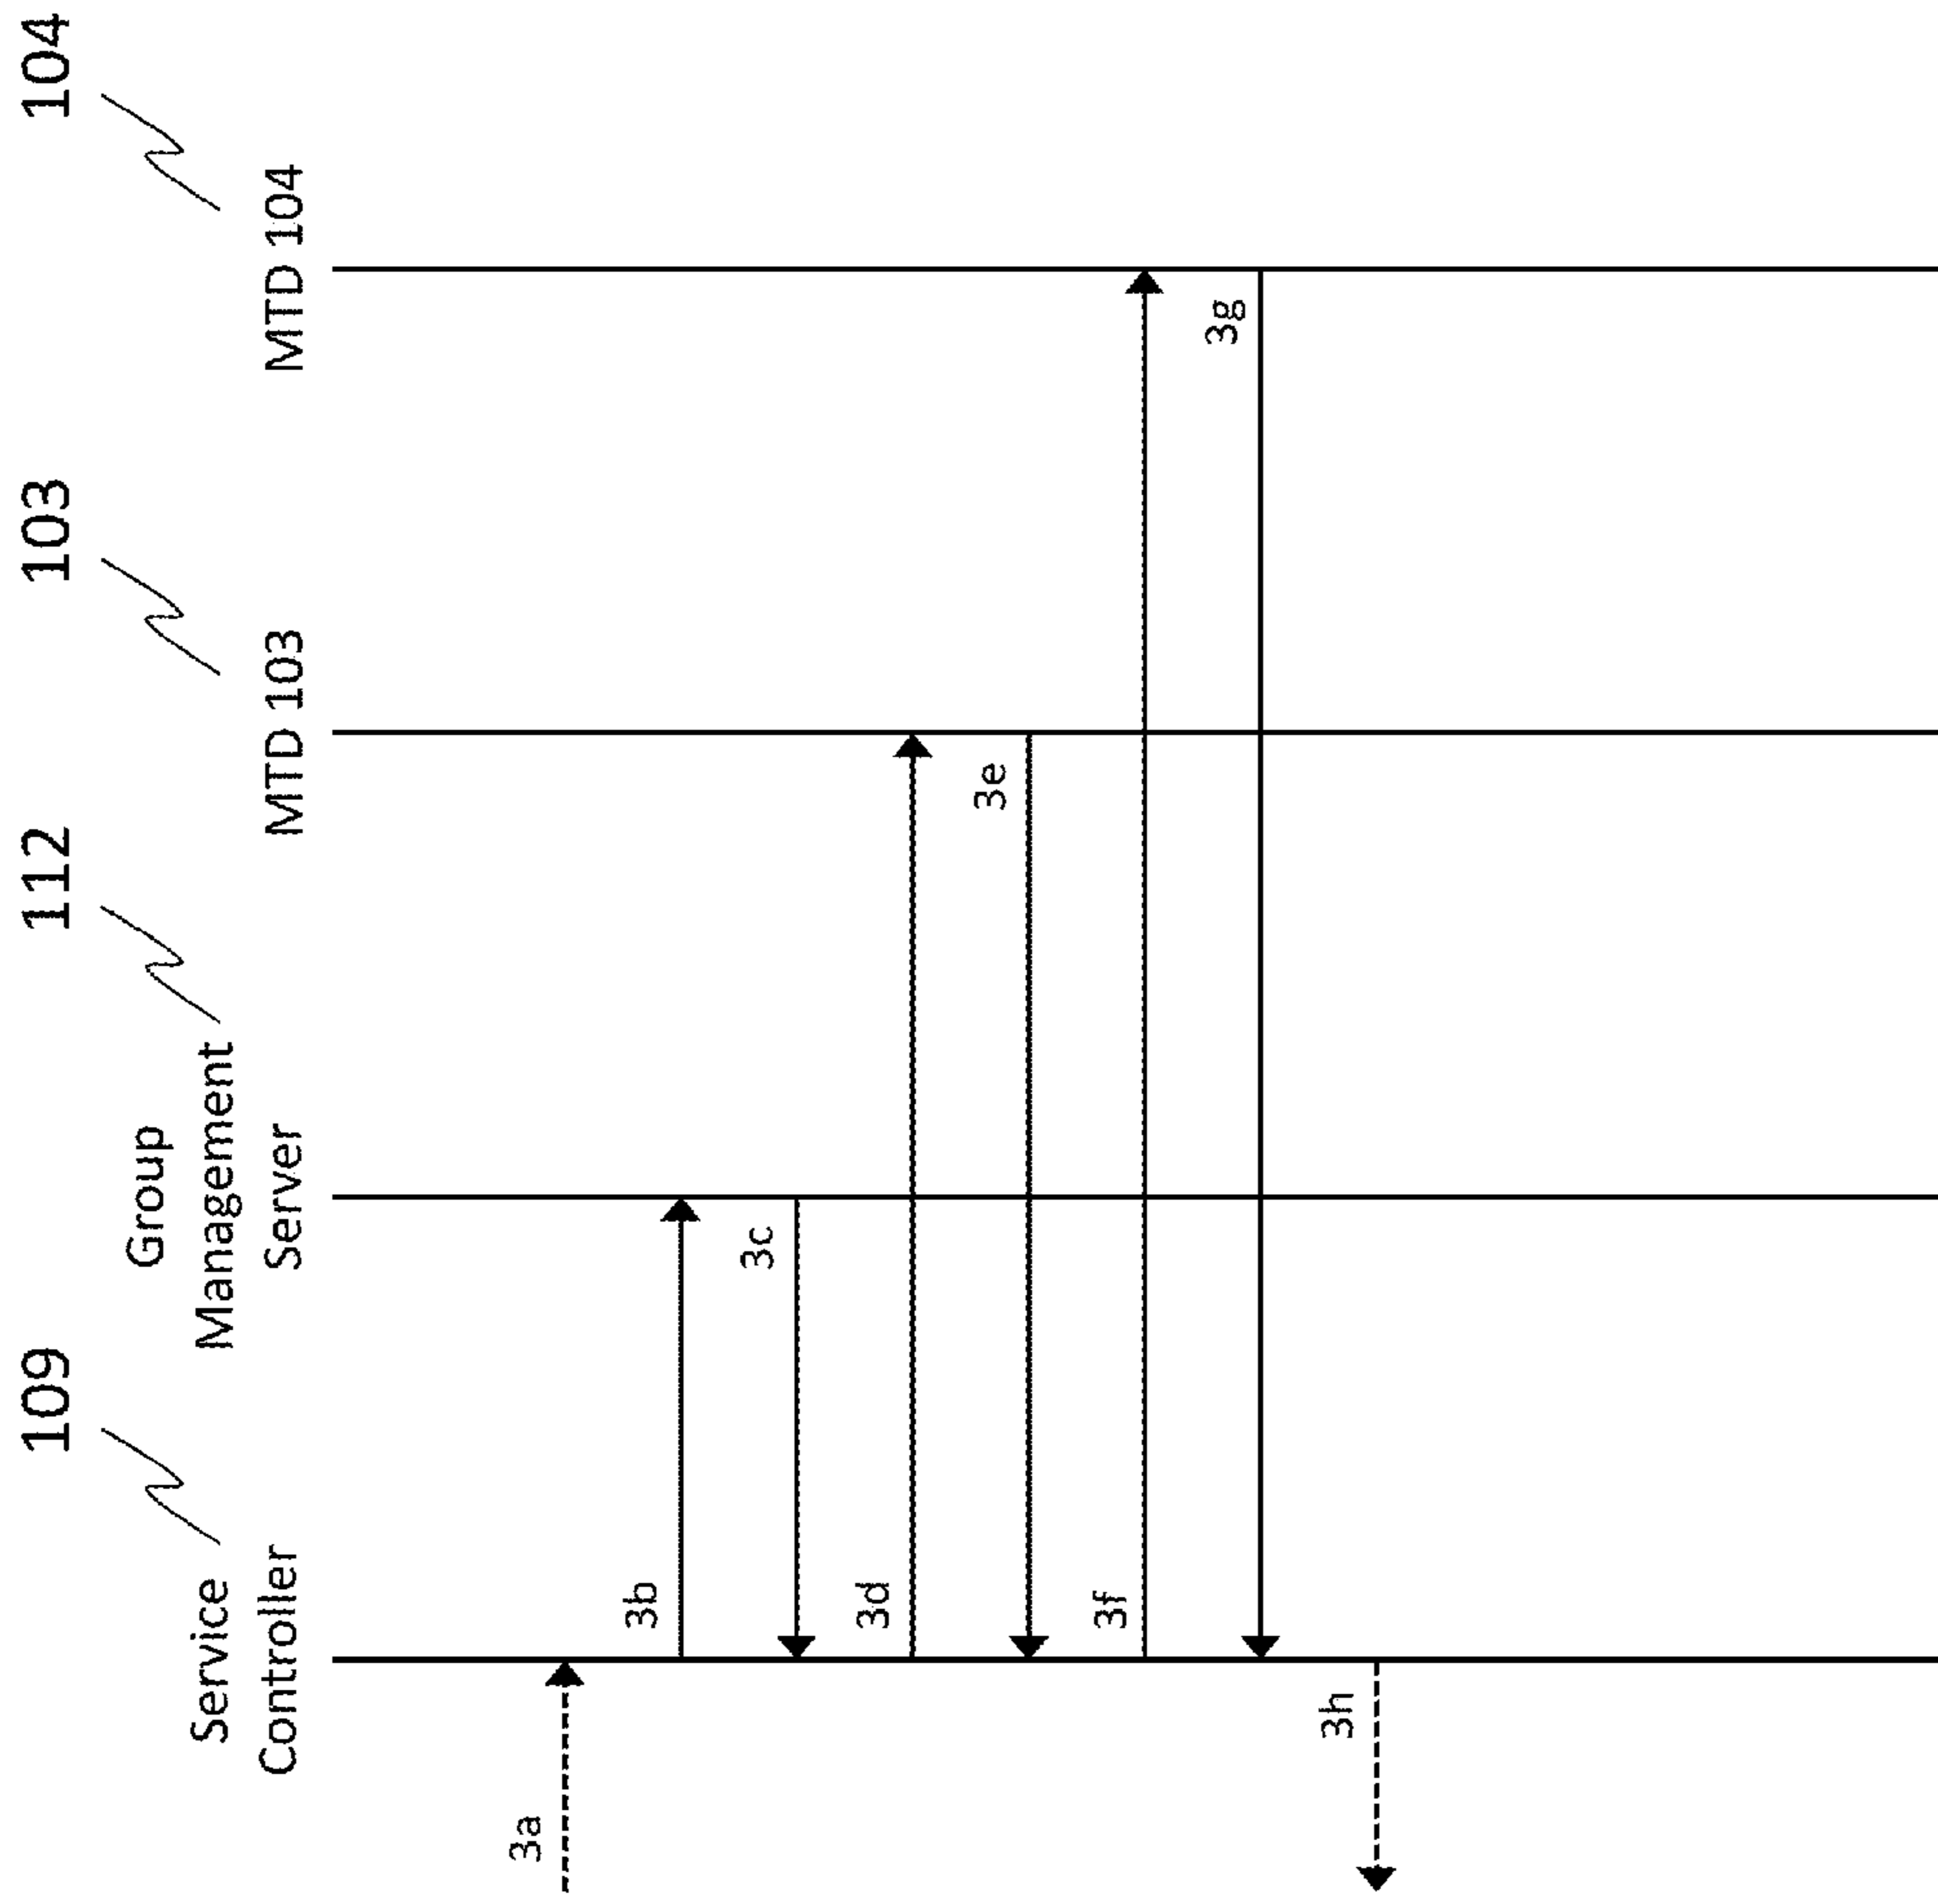 109
112
103
104
Service
Controller
Group
Management
Server
MTD 103
MTD 104
3a
3b
3c
3d
3e
3f
3g
3h